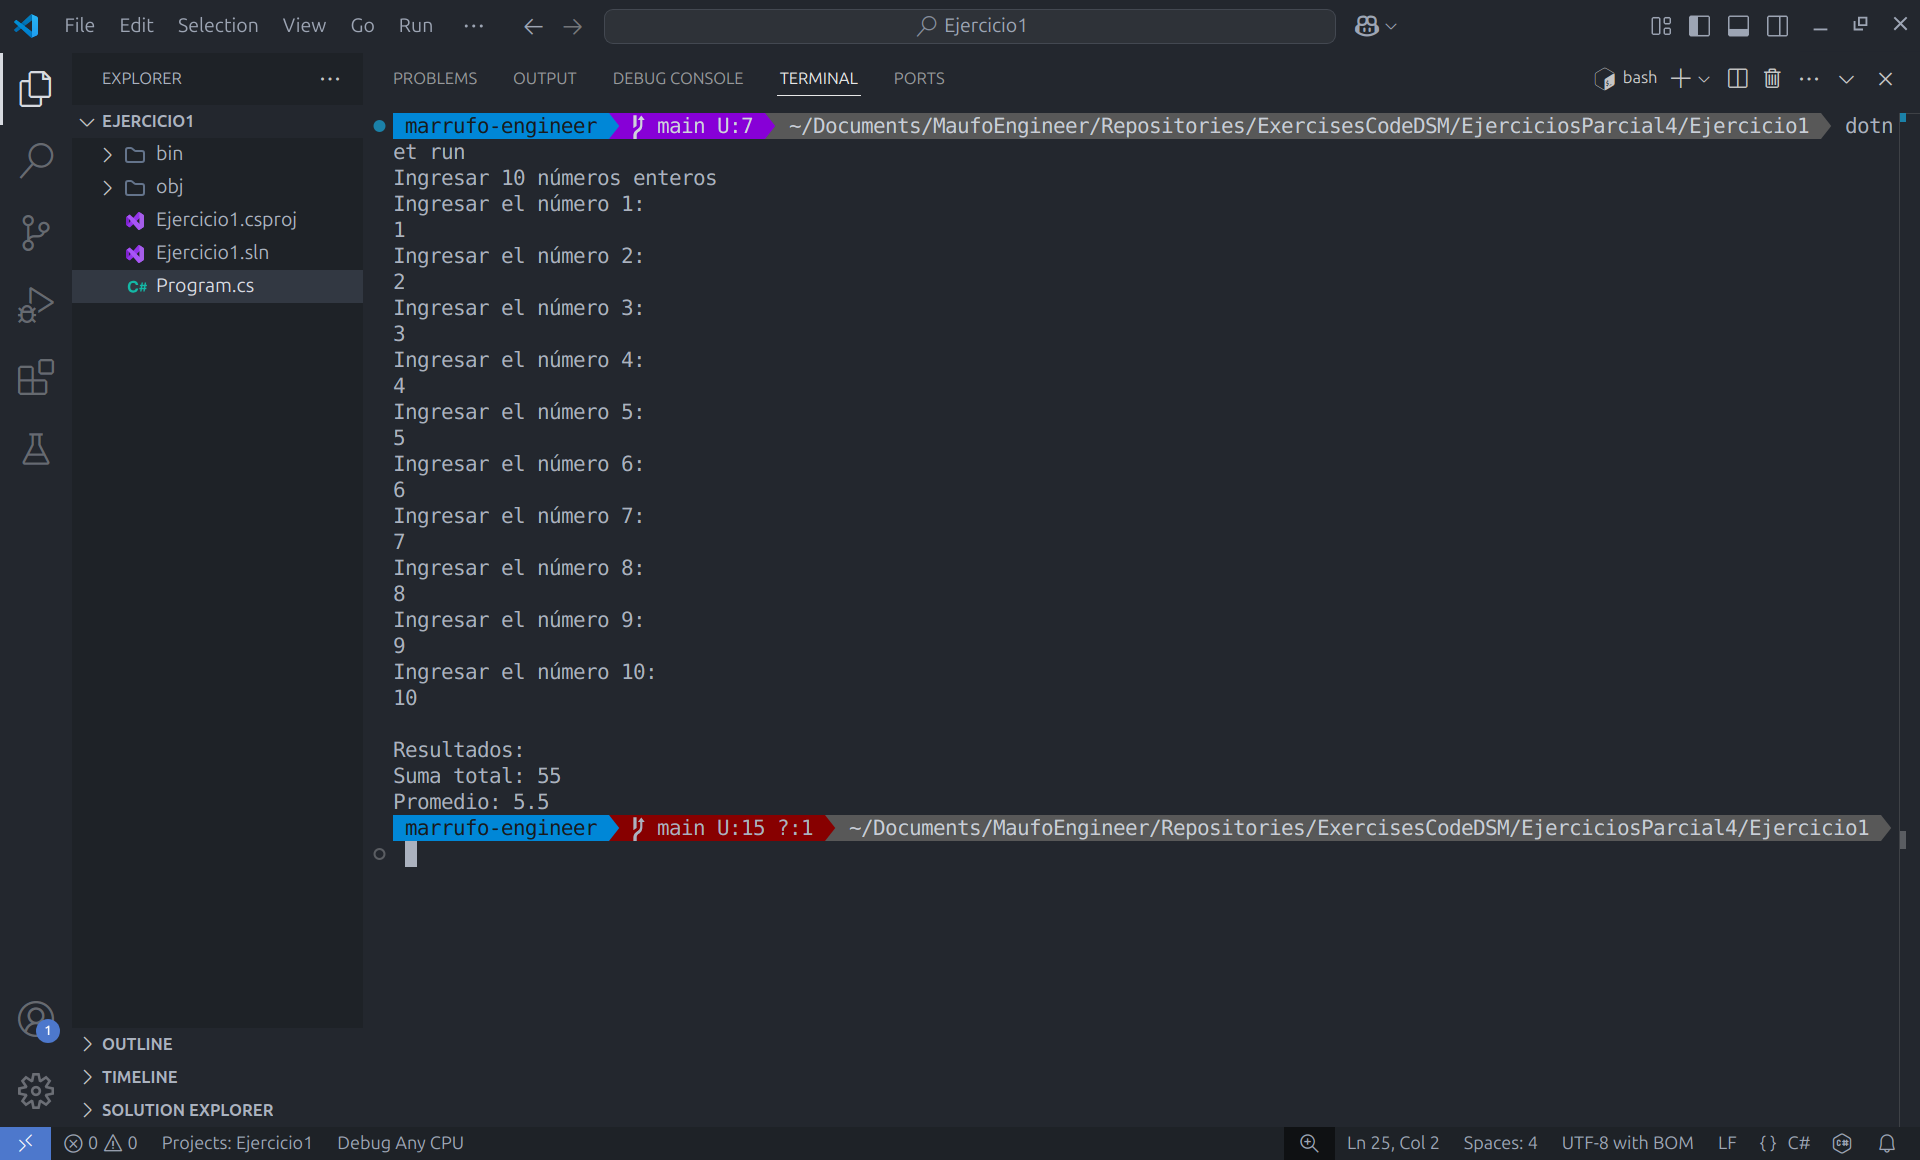 File Edit Selection View Go Run ··· Ejercicio1
EXPLORER ···
EJERCICIO1
bin
obj
Ejercicio1.csproj
Ejercicio1.sln
C# Program.cs
OUTLINE
TIMELINE
SOLUTION EXPLORER
PROBLEMS OUTPUT DEBUG CONSOLE TERMINAL PORTS bash
marrufo-engineer main U:7 ~/Documents/MaufoEngineer/Repositories/ExercisesCodeDSM/EjerciciosParcial4/Ejercicio1 dotn
et run
Ingresar 10 números enteros
Ingresar el número 1:
1
Ingresar el número 2:
2
Ingresar el número 3:
3
Ingresar el número 4:
4
Ingresar el número 5:
5
Ingresar el número 6:
6
Ingresar el número 7:
7
Ingresar el número 8:
8
Ingresar el número 9:
9
Ingresar el número 10:
10
Resultados:
Suma total: 55
Promedio: 5.5
marrufo-engineer main U:15 ?:1 ~/Documents/MaufoEngineer/Repositories/ExercisesCodeDSM/EjerciciosParcial4/Ejercicio1
1
0 0 Projects: Ejercicio1 Debug Any CPU Ln 25, Col 2 Spaces: 4 UTF-8 with BOM LF {} C#